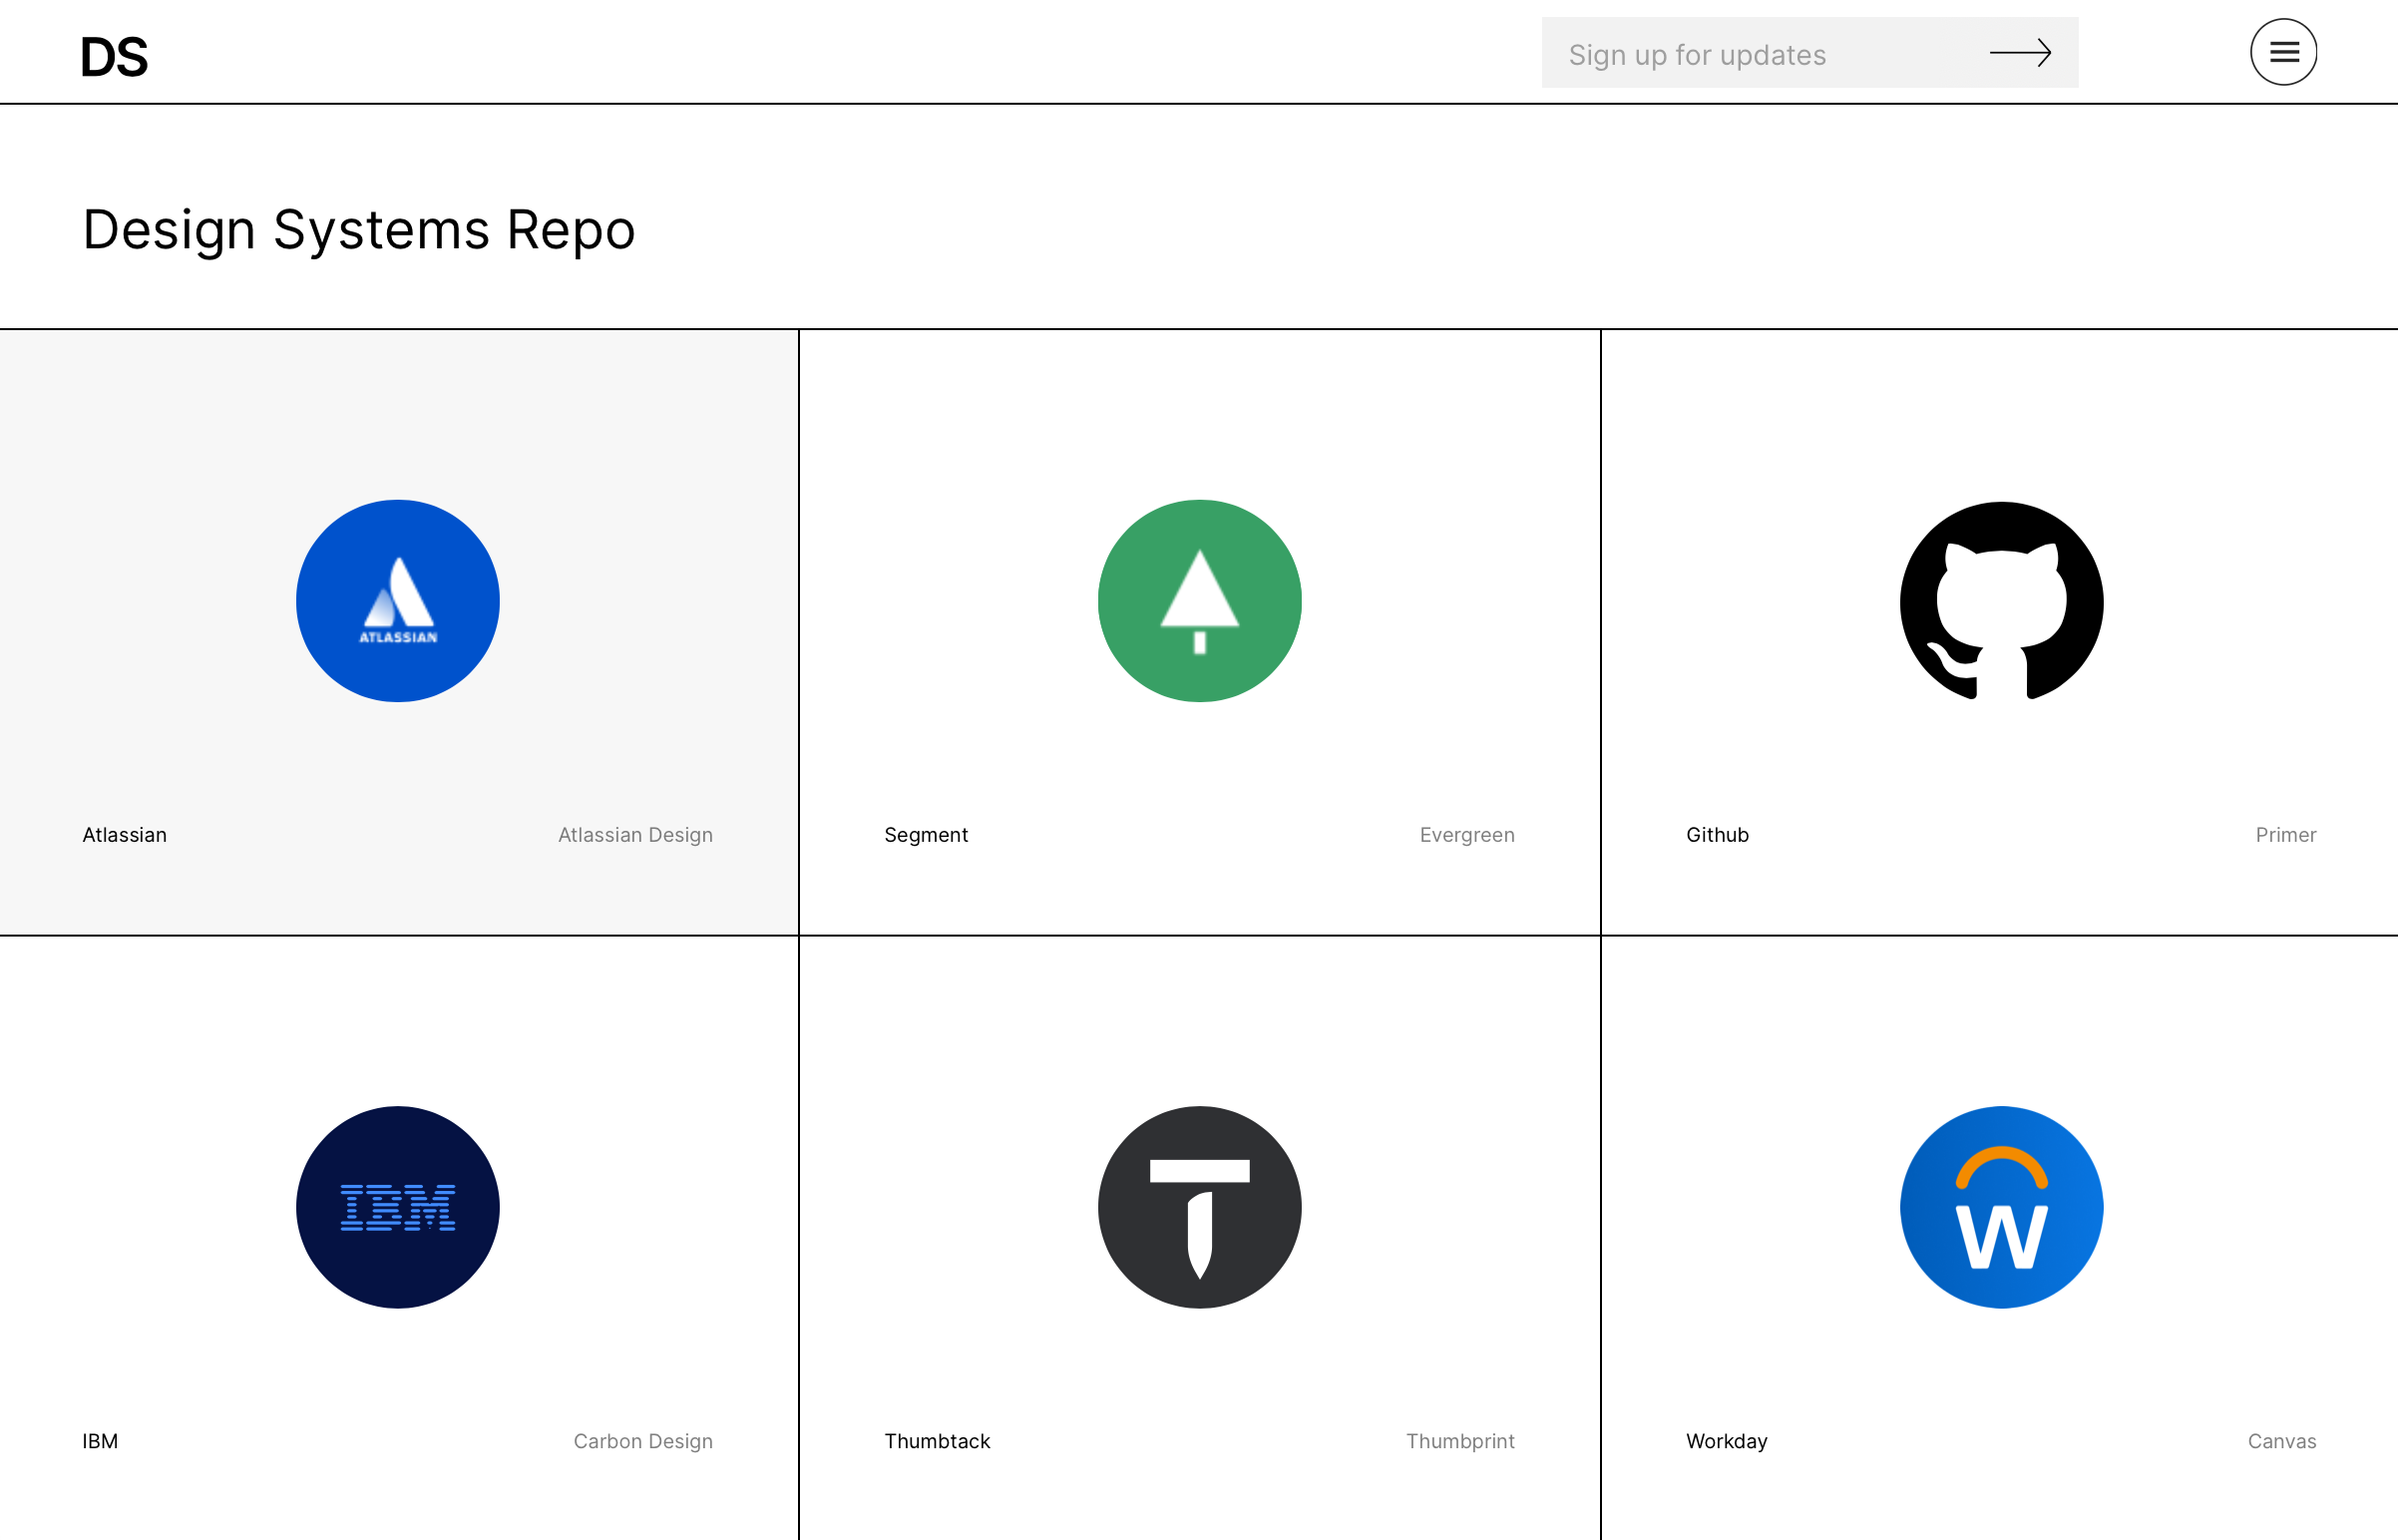 DS
Sign up for updates
Design Systems Repo
ATLASSIAN
Atlassian Atlassian Design
Segment Evergreen
Github Primer
IBM
W
IBM Carbon Design
Thumbtack Thumbprint
Workday Canvas